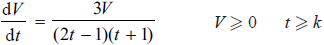 dV/dt = 3V/((2t − 1)(t + 1))    V ⩾ 0    t ⩾ k